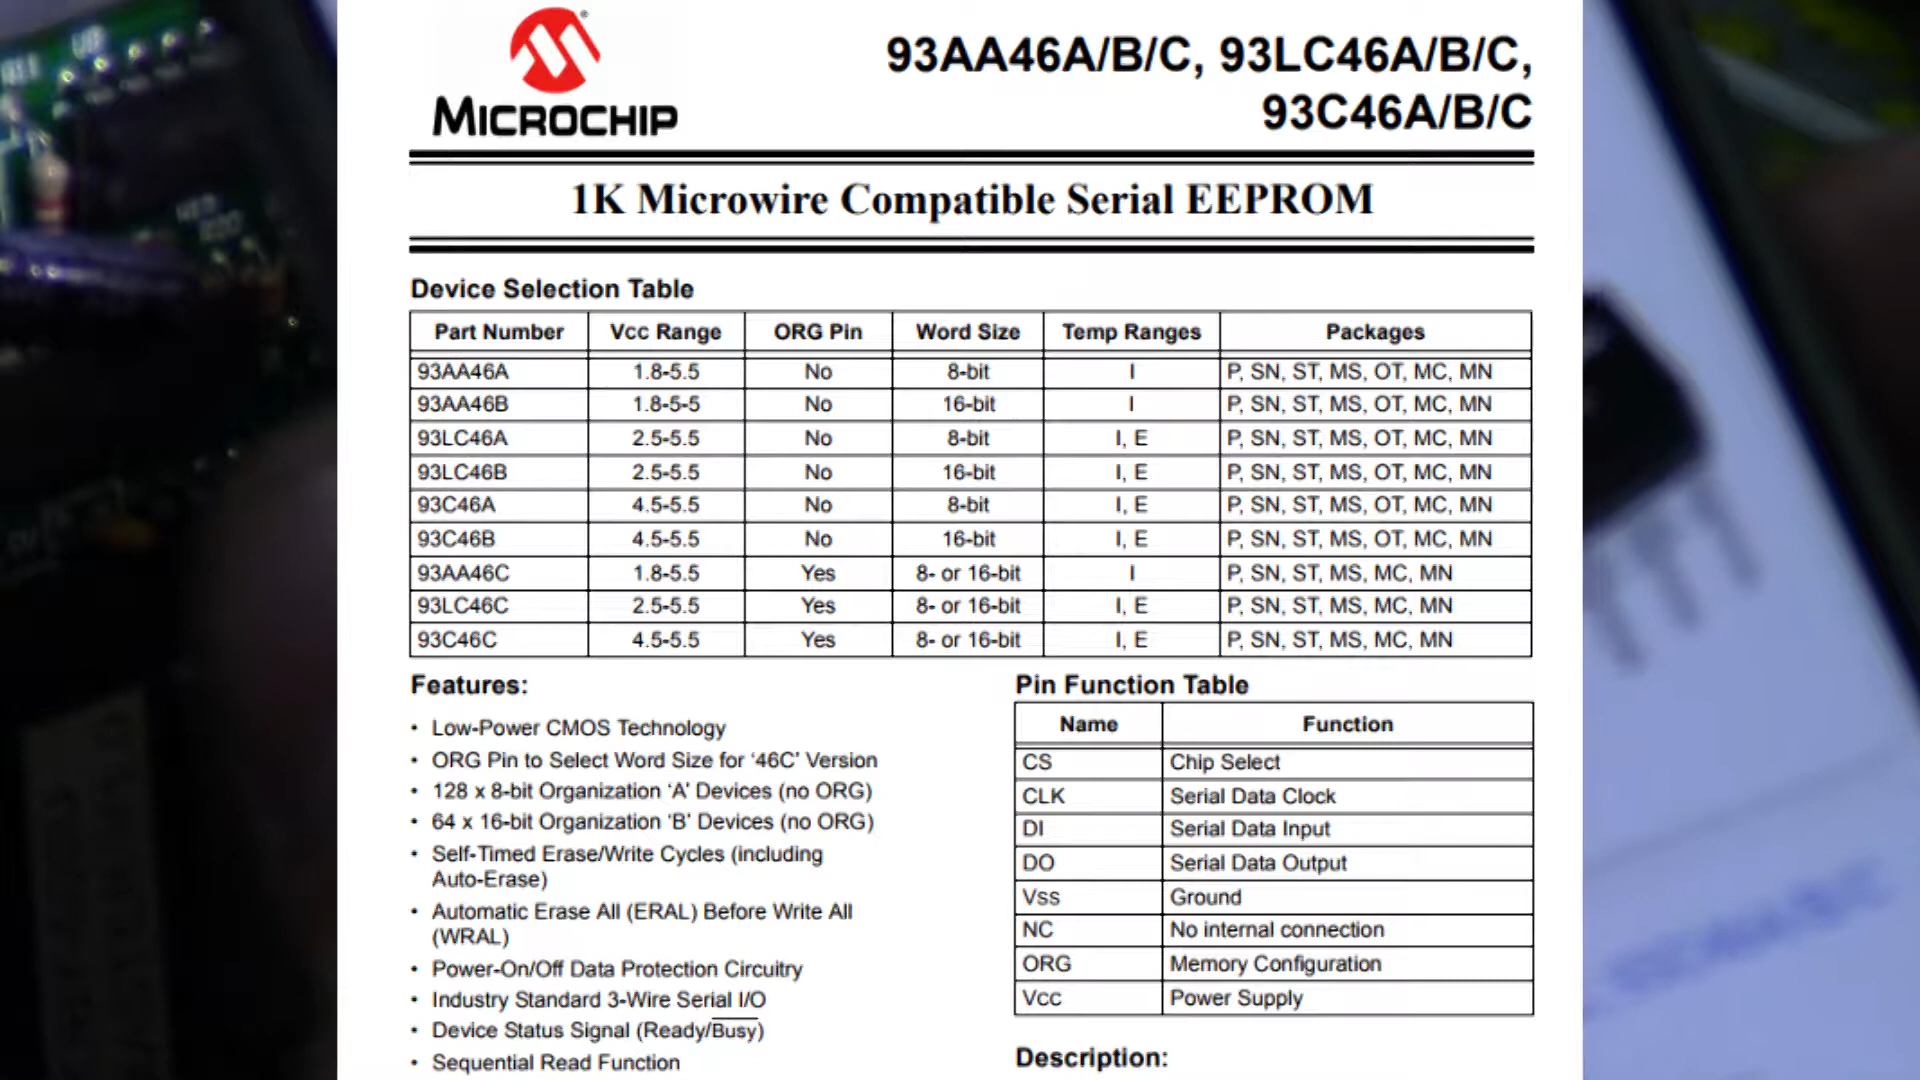 MICROCHIP
93AA46A/B/C, 93LC46A/B/C,
93C46A/B/C
1K Microwire Compatible Serial EEPROM
Device Selection Table
Part Number Vcc Range ORG Pin Word Size Temp Ranges Packages
93AA46A 1.8-5.5 No 8-bit I P, SN, ST, MS, OT, MC, MN
93AA46B 1.8-5-5 No 16-bit I P, SN, ST, MS, OT, MC, MN
93LC46A 2.5-5.5 No 8-bit I, E P, SN, ST, MS, OT, MC, MN
93LC46B 2.5-5.5 No 16-bit I, E P, SN, ST, MS, OT, MC, MN
93C46A 4.5-5.5 No 8-bit I, E P, SN, ST, MS, OT, MC, MN
93C46B 4.5-5.5 No 16-bit I, E P, SN, ST, MS, OT, MC, MN
93AA46C 1.8-5.5 Yes 8- or 16-bit I P, SN, ST, MS, MC, MN
93LC46C 2.5-5.5 Yes 8- or 16-bit I, E P, SN, ST, MS, MC, MN
93C46C 4.5-5.5 Yes 8- or 16-bit I, E P, SN, ST, MS, MC, MN
Features:
• Low-Power CMOS Technology
• ORG Pin to Select Word Size for ‘46C’ Version
• 128 x 8-bit Organization ‘A’ Devices (no ORG)
• 64 x 16-bit Organization ‘B’ Devices (no ORG)
• Self-Timed Erase/Write Cycles (including
Auto-Erase)
• Automatic Erase All (ERAL) Before Write All
(WRAL)
• Power-On/Off Data Protection Circuitry
• Industry Standard 3-Wire Serial I/O
• Device Status Signal (Ready/Busy)
• Sequential Read Function
Pin Function Table
Name Function
CS Chip Select
CLK Serial Data Clock
DI Serial Data Input
DO Serial Data Output
Vss Ground
NC No internal connection
ORG Memory Configuration
Vcc Power Supply
Description: